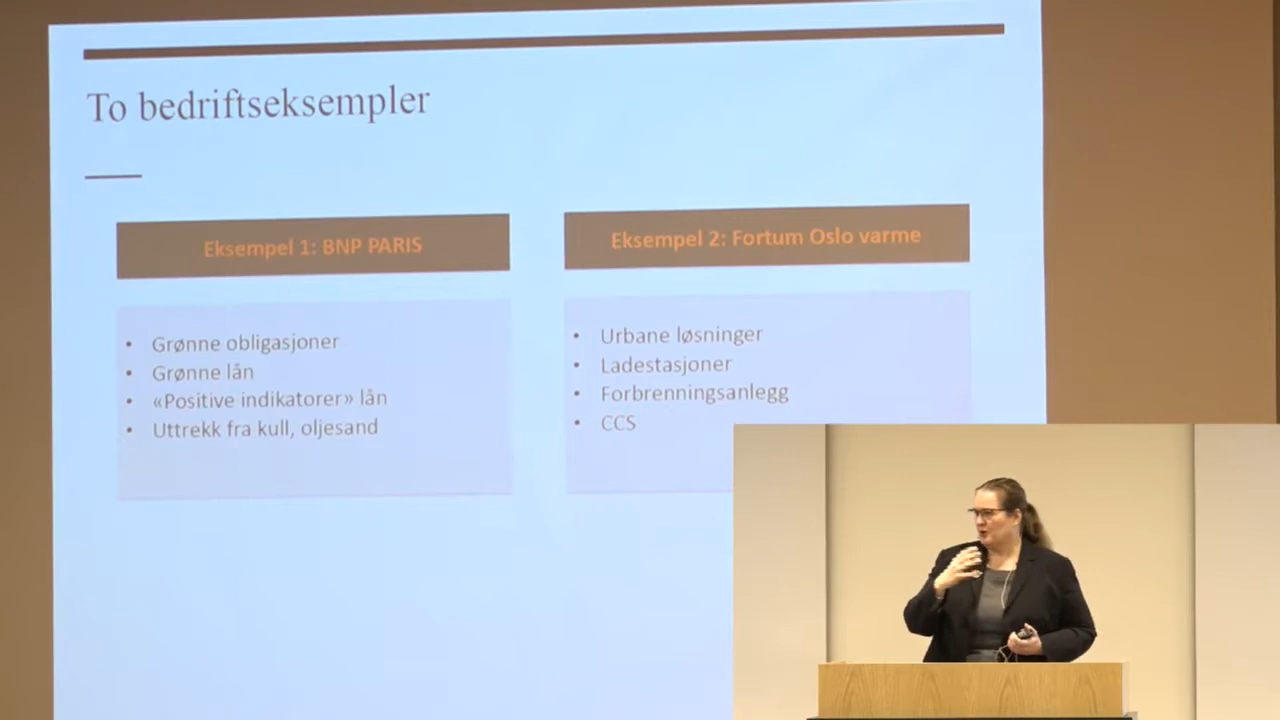 To bedriftseksempler
Eksempel 1: BNP PARIS
Eksempel 2: Fortum Oslo varme
• Grønne obligasjoner
• Grønne lån
• «Positive indikatorer» lån
• Uttrekk fra kull, oljesand
• Urbane løsninger
• Ladestasjoner
• Forbrenningsanlegg
• CCS